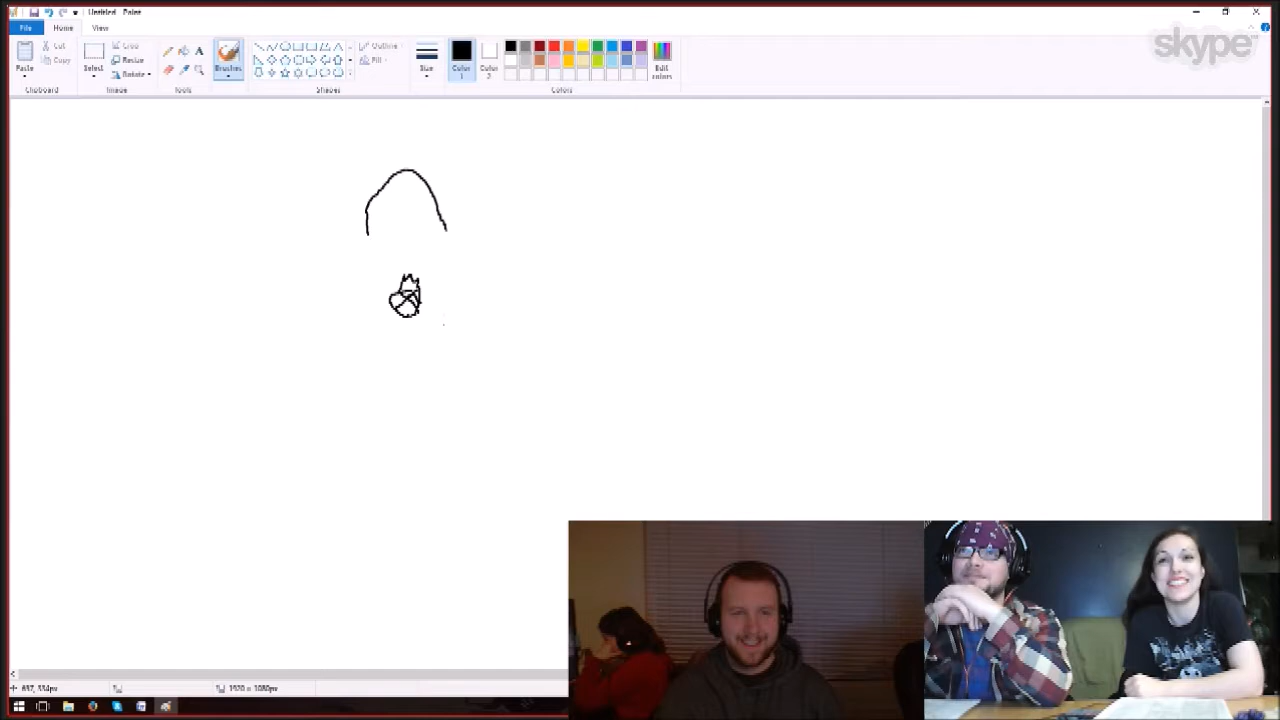 Untitled - Paint
File Home View
Cut
Copy
Paste
Select
Crop
Resize
Rotate
A
Brushes
Outline
Fill
Size
Color 1
Color 2
Edit colors
Clipboard Image Tools Shapes Colors
skype
1920 × 1080px